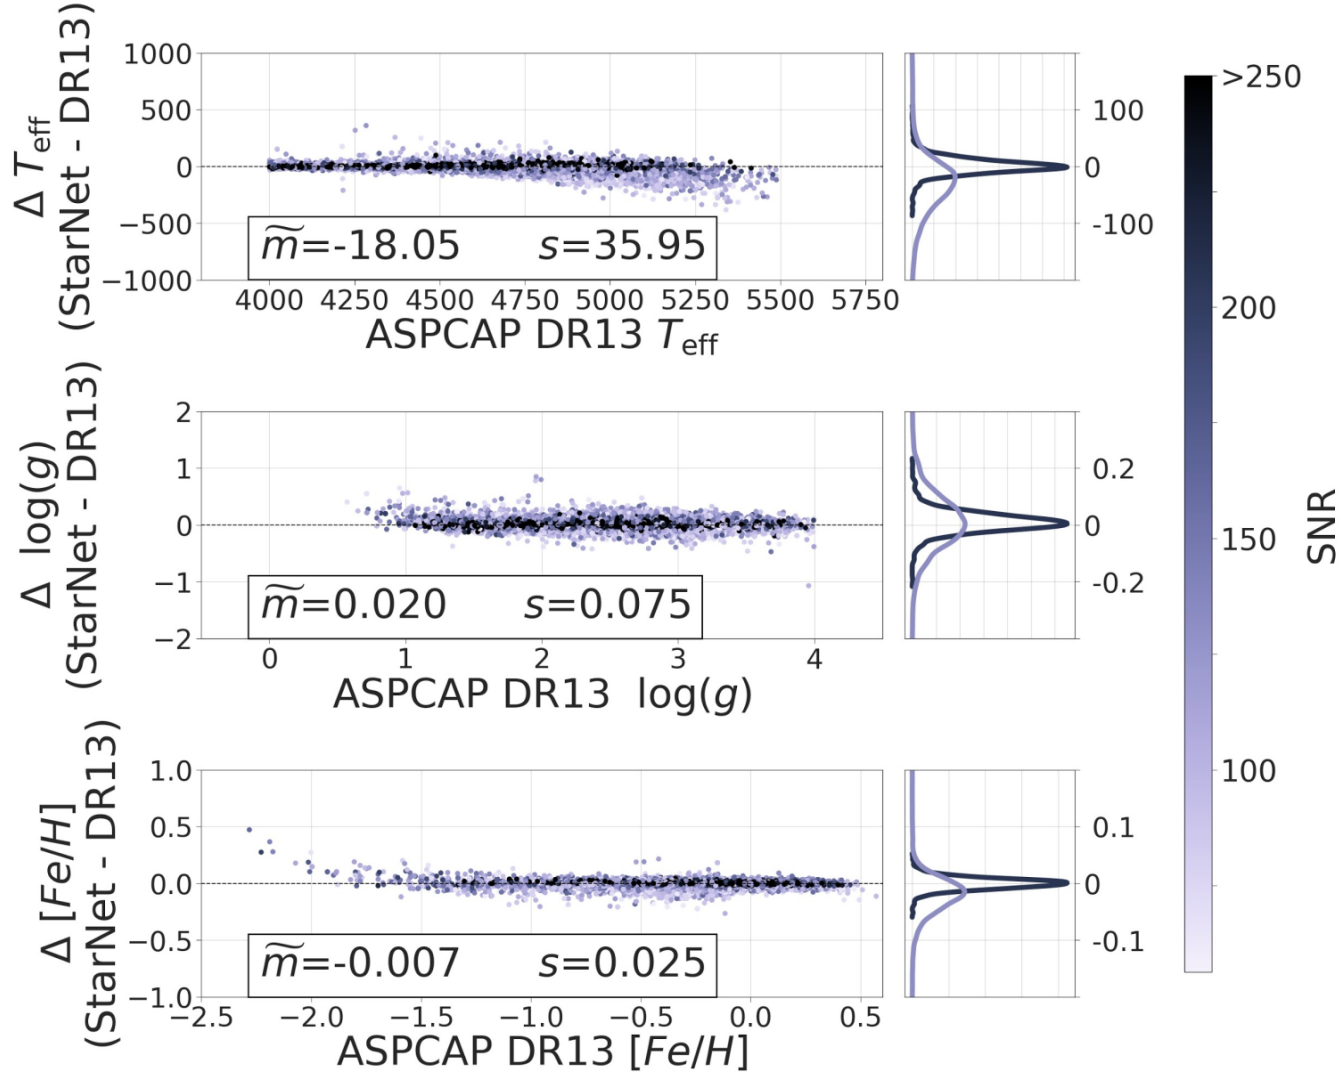 Δ T_eff
(StarNet - DR13)
1000
500
0
−500
−1000
m̃=-18.05 s=35.95
4000 4250 4500 4750 5000 5250 5500 5750
ASPCAP DR13 T_eff
100
0
-100
Δ log(g)
(StarNet - DR13)
2
1
0
−1
−2
m̃=0.020 s=0.075
0 1 2 3 4
ASPCAP DR13 log(g)
0.2
0
-0.2
Δ [Fe/H]
(StarNet - DR13)
1.0
0.5
0.0
−0.5
−1.0
m̃=-0.007 s=0.025
−2.5 −2.0 −1.5 −1.0 −0.5 0.0 0.5
ASPCAP DR13 [Fe/H]
0.1
0
-0.1
>250
200
150
100
SNR